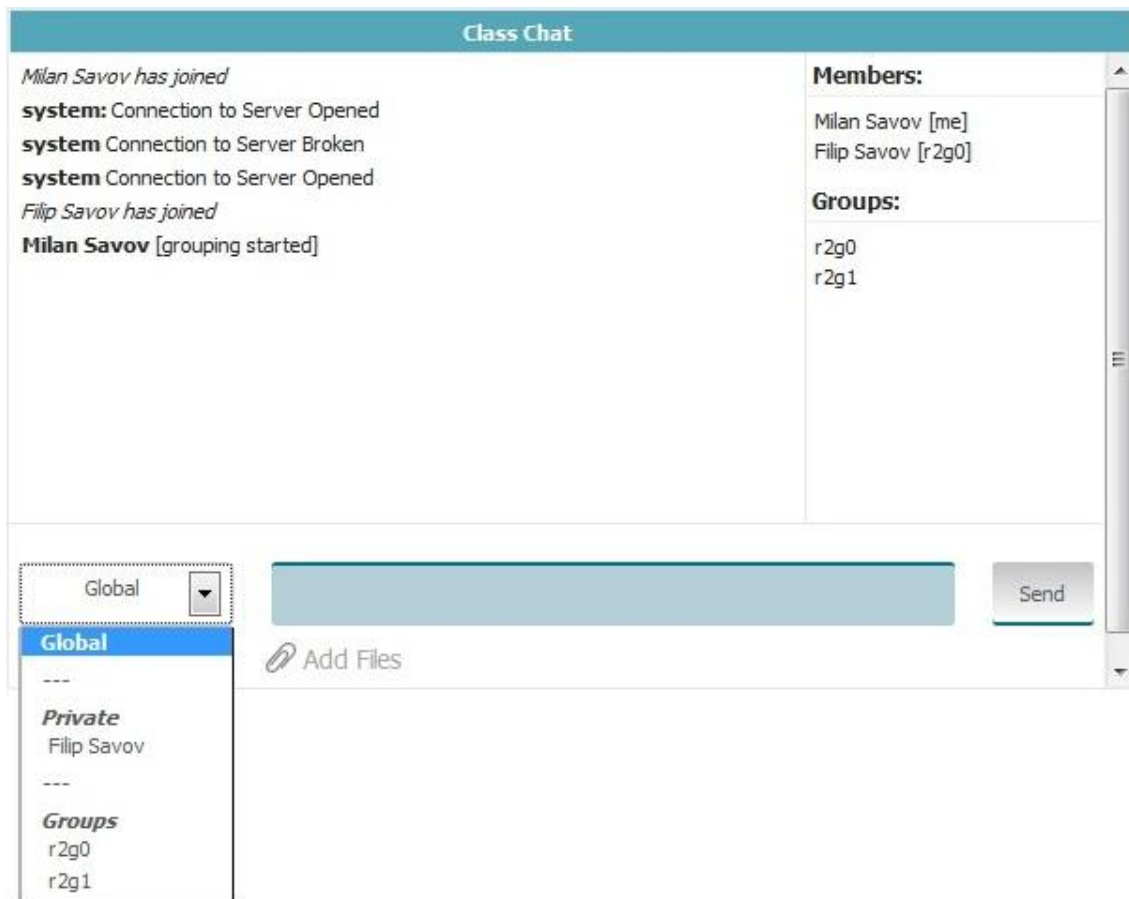 Class Chat
Milan Savov has joined
system: Connection to Server Opened
system Connection to Server Broken
system Connection to Server Opened
Filip Savov has joined
Milan Savov [grouping started]
Members:
Milan Savov [me]
Filip Savov [r2g0]
Groups:
r2g0
r2g1
Global
Send
Add Files
Global
---
Private
Filip Savov
---
Groups
r2g0
r2g1